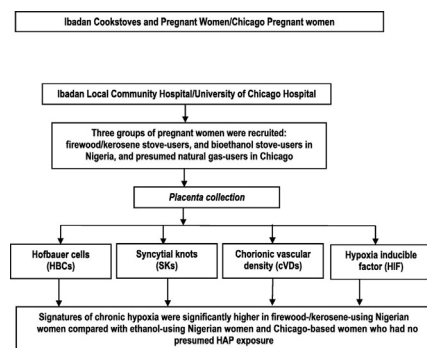 Ibadan Cookstoves and Pregnant Women/Chicago Pregnant women
Ibadan Local Community Hospital/University of Chicago Hospital
Three groups of pregnant women were recruited:
firewood/kerosene stove-users, and bioethanol stove-users in
Nigeria, and presumed natural gas-users in Chicago
Placenta collection
Hofbauer cells
(HBCs)
Syncytial knots
(SKs)
Chorionic vascular
density (cVDs)
Hypoxia inducible
factor (HIF)
Signatures of chronic hypoxia were significantly higher in firewood-/kerosene-using Nigerian
women compared with ethanol-using Nigerian women and Chicago-based women who had no
presumed HAP exposure